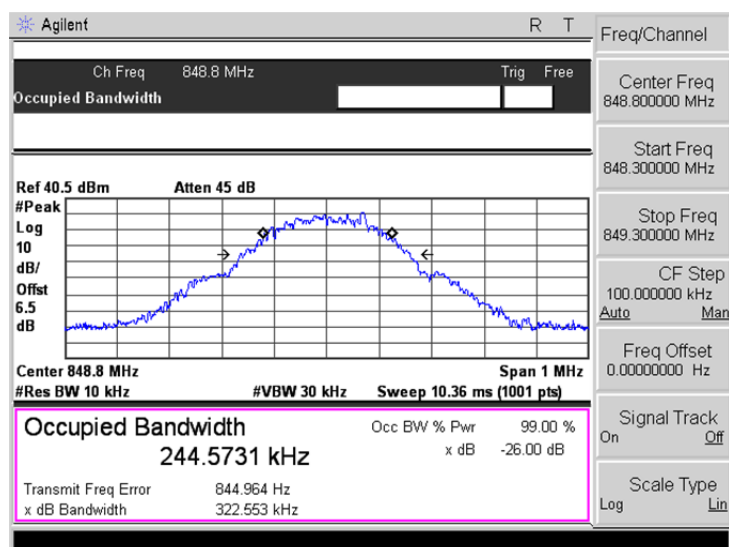 Agilent R T
Ch Freq 848.8 MHz Trig Free
Occupied Bandwidth
Ref 40.5 dBm Atten 45 dB
#Peak
Log
10
dB/
Offst
6.5
dB
Center 848.8 MHz Span 1 MHz
#Res BW 10 kHz #VBW 30 kHz Sweep 10.36 ms (1001 pts)
Occupied Bandwidth Occ BW % Pwr 99.00 %
244.5731 kHz x dB -26.00 dB
Transmit Freq Error 844.964 Hz
x dB Bandwidth 322.553 kHz
Freq/Channel
Center Freq
848.800000 MHz
Start Freq
848.300000 MHz
Stop Freq
849.300000 MHz
CF Step
100.000000 kHz
Auto Man
Freq Offset
0.00000000 Hz
Signal Track
On Off
Scale Type
Log Lin